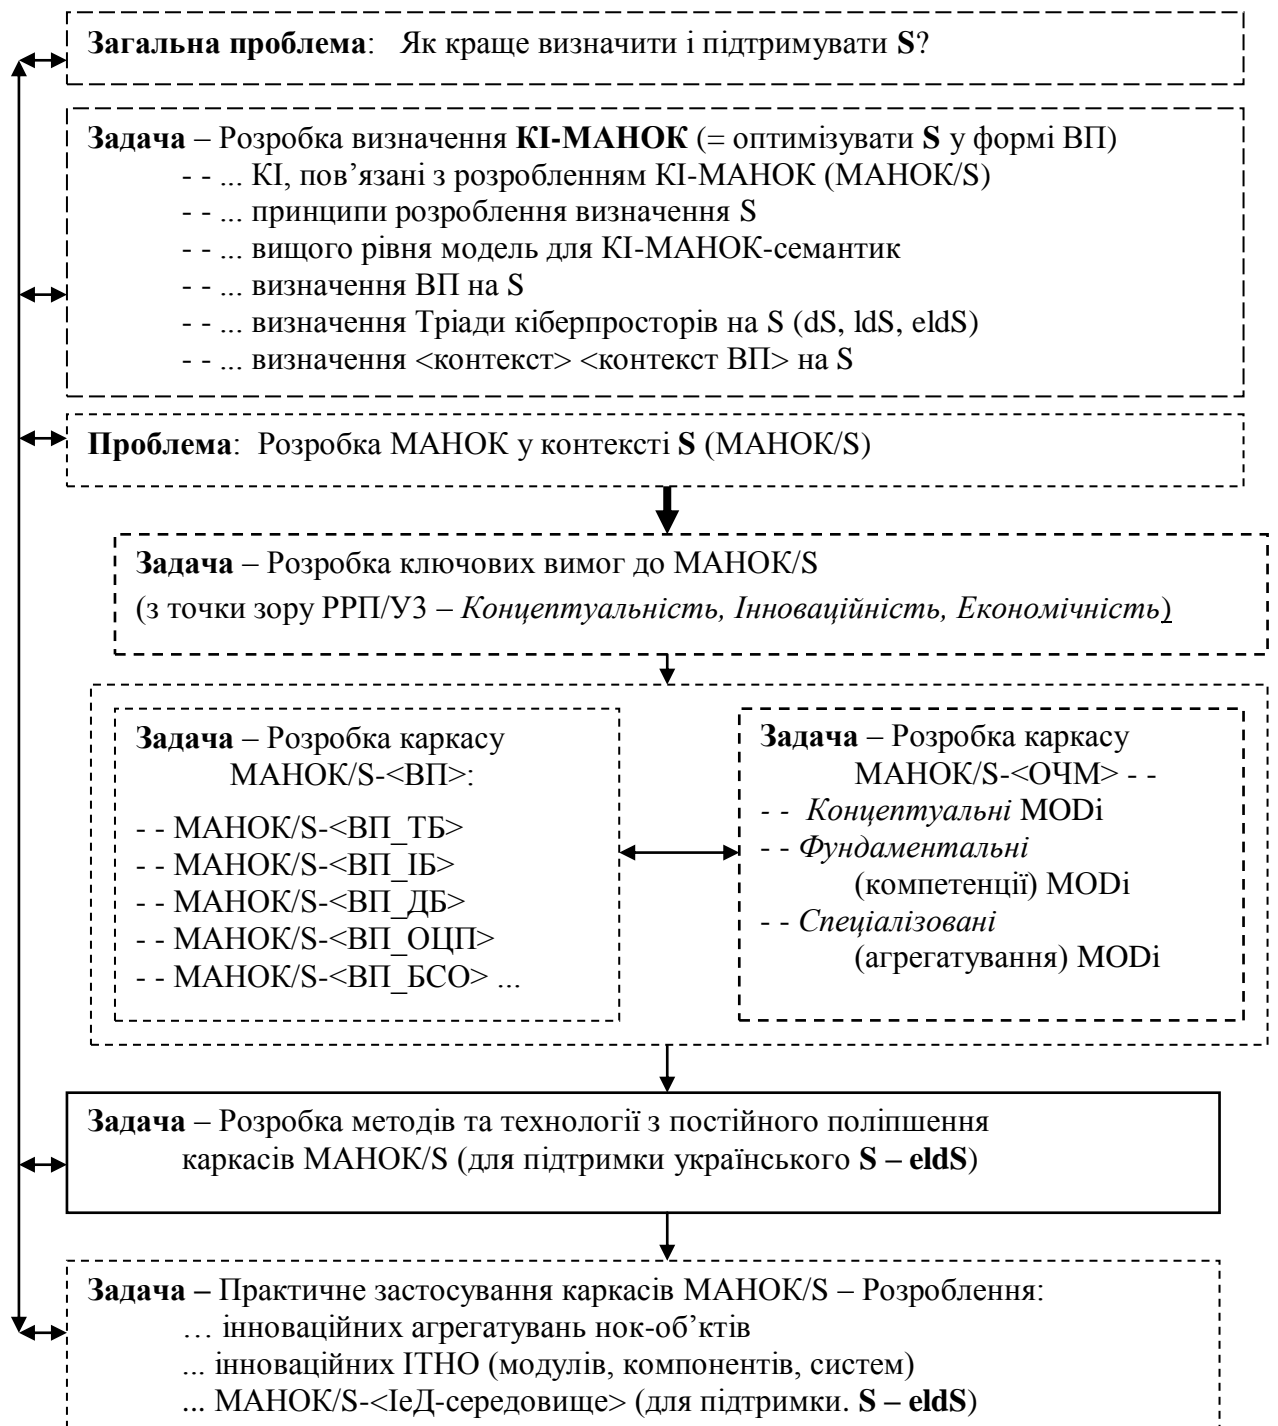 Загальна проблема:   Як краще визначити і підтримувати S?
Задача – Розробка визначення КІ-МАНОК (= оптимізувати S у формі ВП)
- - ... КІ, пов’язані з розробленням КІ-МАНОК (МАНОК/S)
- - ... принципи розроблення визначення S
- - ... вищого рівня модель для КІ-МАНОК-семантик
- - ... визначення ВП на S
- - ... визначення Тріади кіберпросторів на S (dS, ldS, eldS)
- - ... визначення <контекст> <контекст ВП> на S
Проблема:  Розробка МАНОК у контексті S (МАНОК/S)
Задача – Розробка ключових вимог до МАНОК/S
(з точки зору РРП/УЗ – Концептуальність, Інноваційність, Економічність)
Задача – Розробка каркасу
МАНОК/S-<ВП>:
- - МАНОК/S-<ВП_ТБ>
- - МАНОК/S-<ВП_ІБ>
- - МАНОК/S-<ВП_ДБ>
- - МАНОК/S-<ВП_ОЦП>
- - МАНОК/S-<ВП_БСО> ...
Задача – Розробка каркасу
МАНОК/S-<ОЧМ> - -
- -  Концептуальні MODi
- - Фундаментальні
(компетенції) MODi
- - Спеціалізовані
(агрегатування) MODi
Задача – Розробка методів та технології з постійного поліпшення
каркасів МАНОК/S (для підтримки українського S – eldS)
Задача – Практичне застосування каркасів МАНОК/S – Розроблення:
… інноваційних агрегатувань нок-об’ктів
... інноваційних ІТНО (модулів, компонентів, систем)
... МАНОК/S-<ІеД-середовище> (для підтримки. S – eldS)